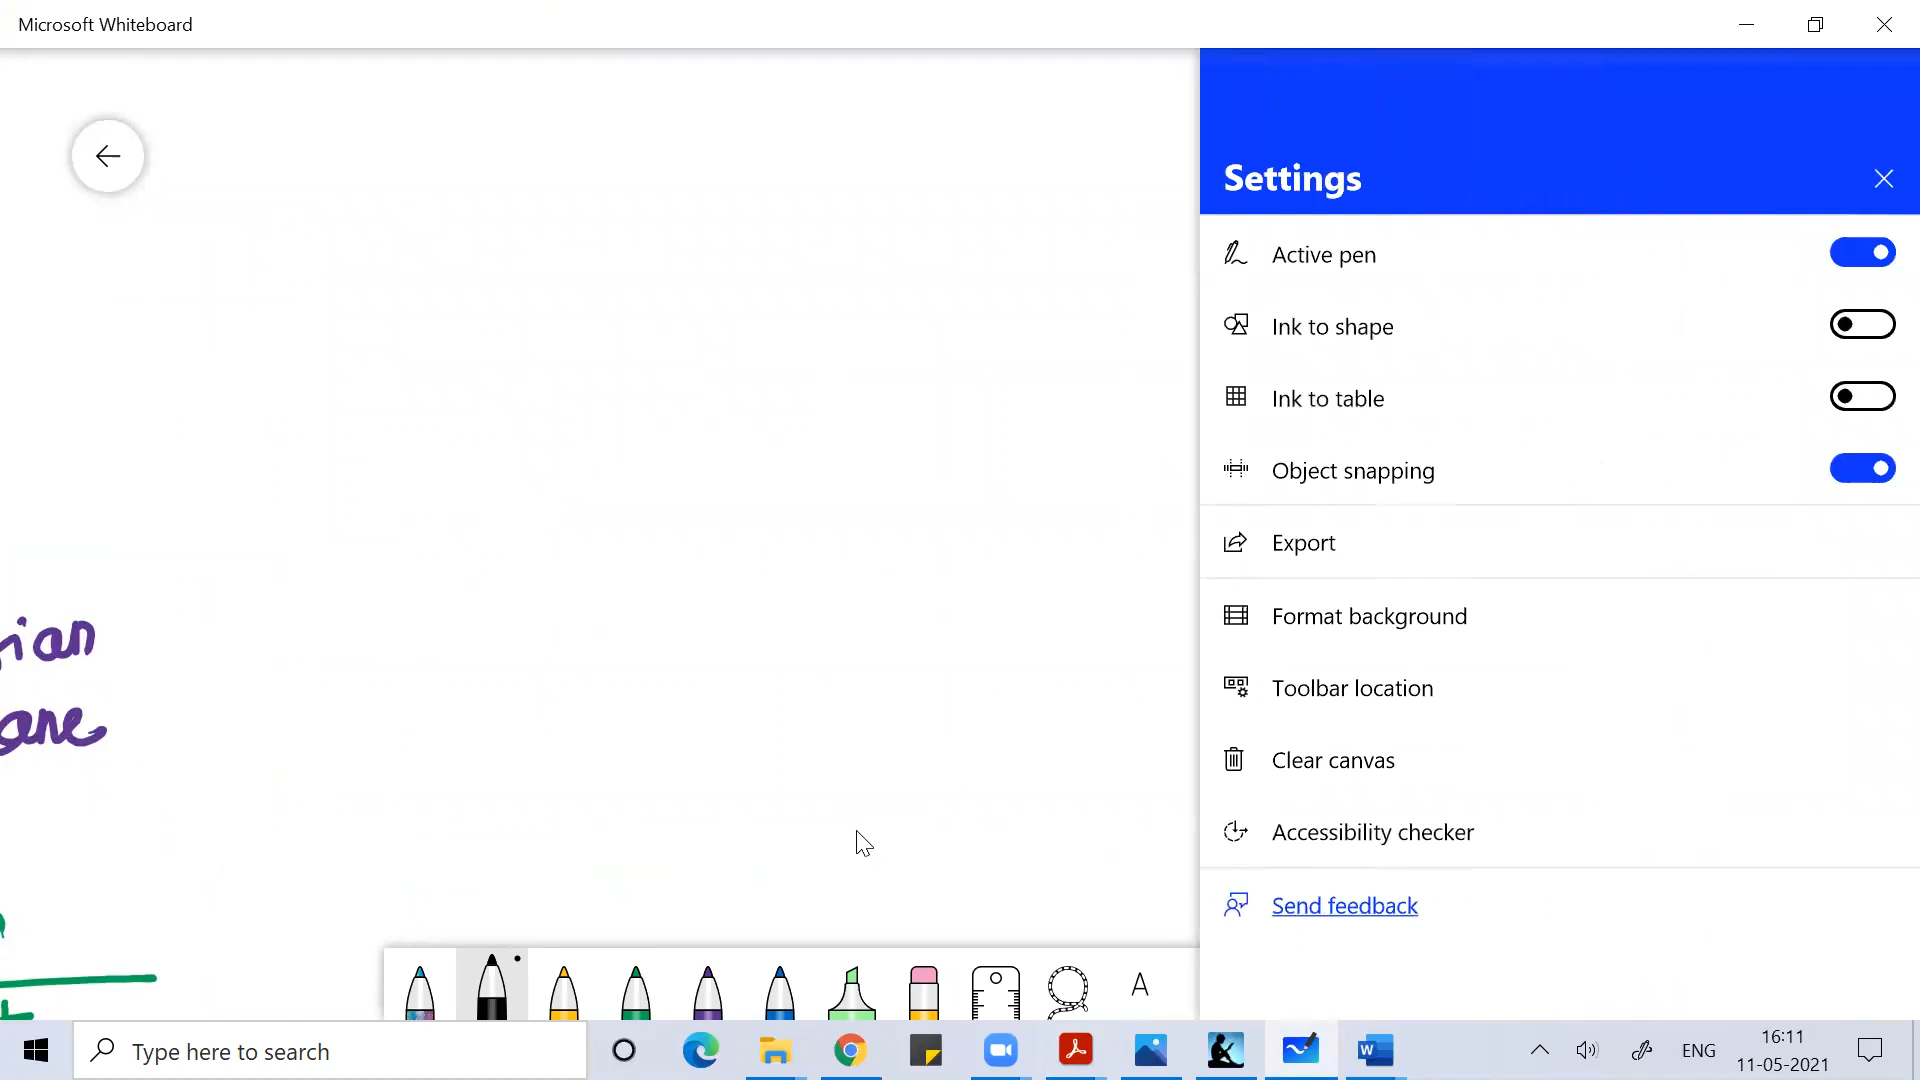 Microsoft Whiteboard
Settings
Active pen
Ink to shape
Ink to table
Object snapping
Export
Format background
Toolbar location
Clear canvas
Accessibility checker
Send feedback
ian
ane
A
Type here to search
ENG
16:11
11-05-2021